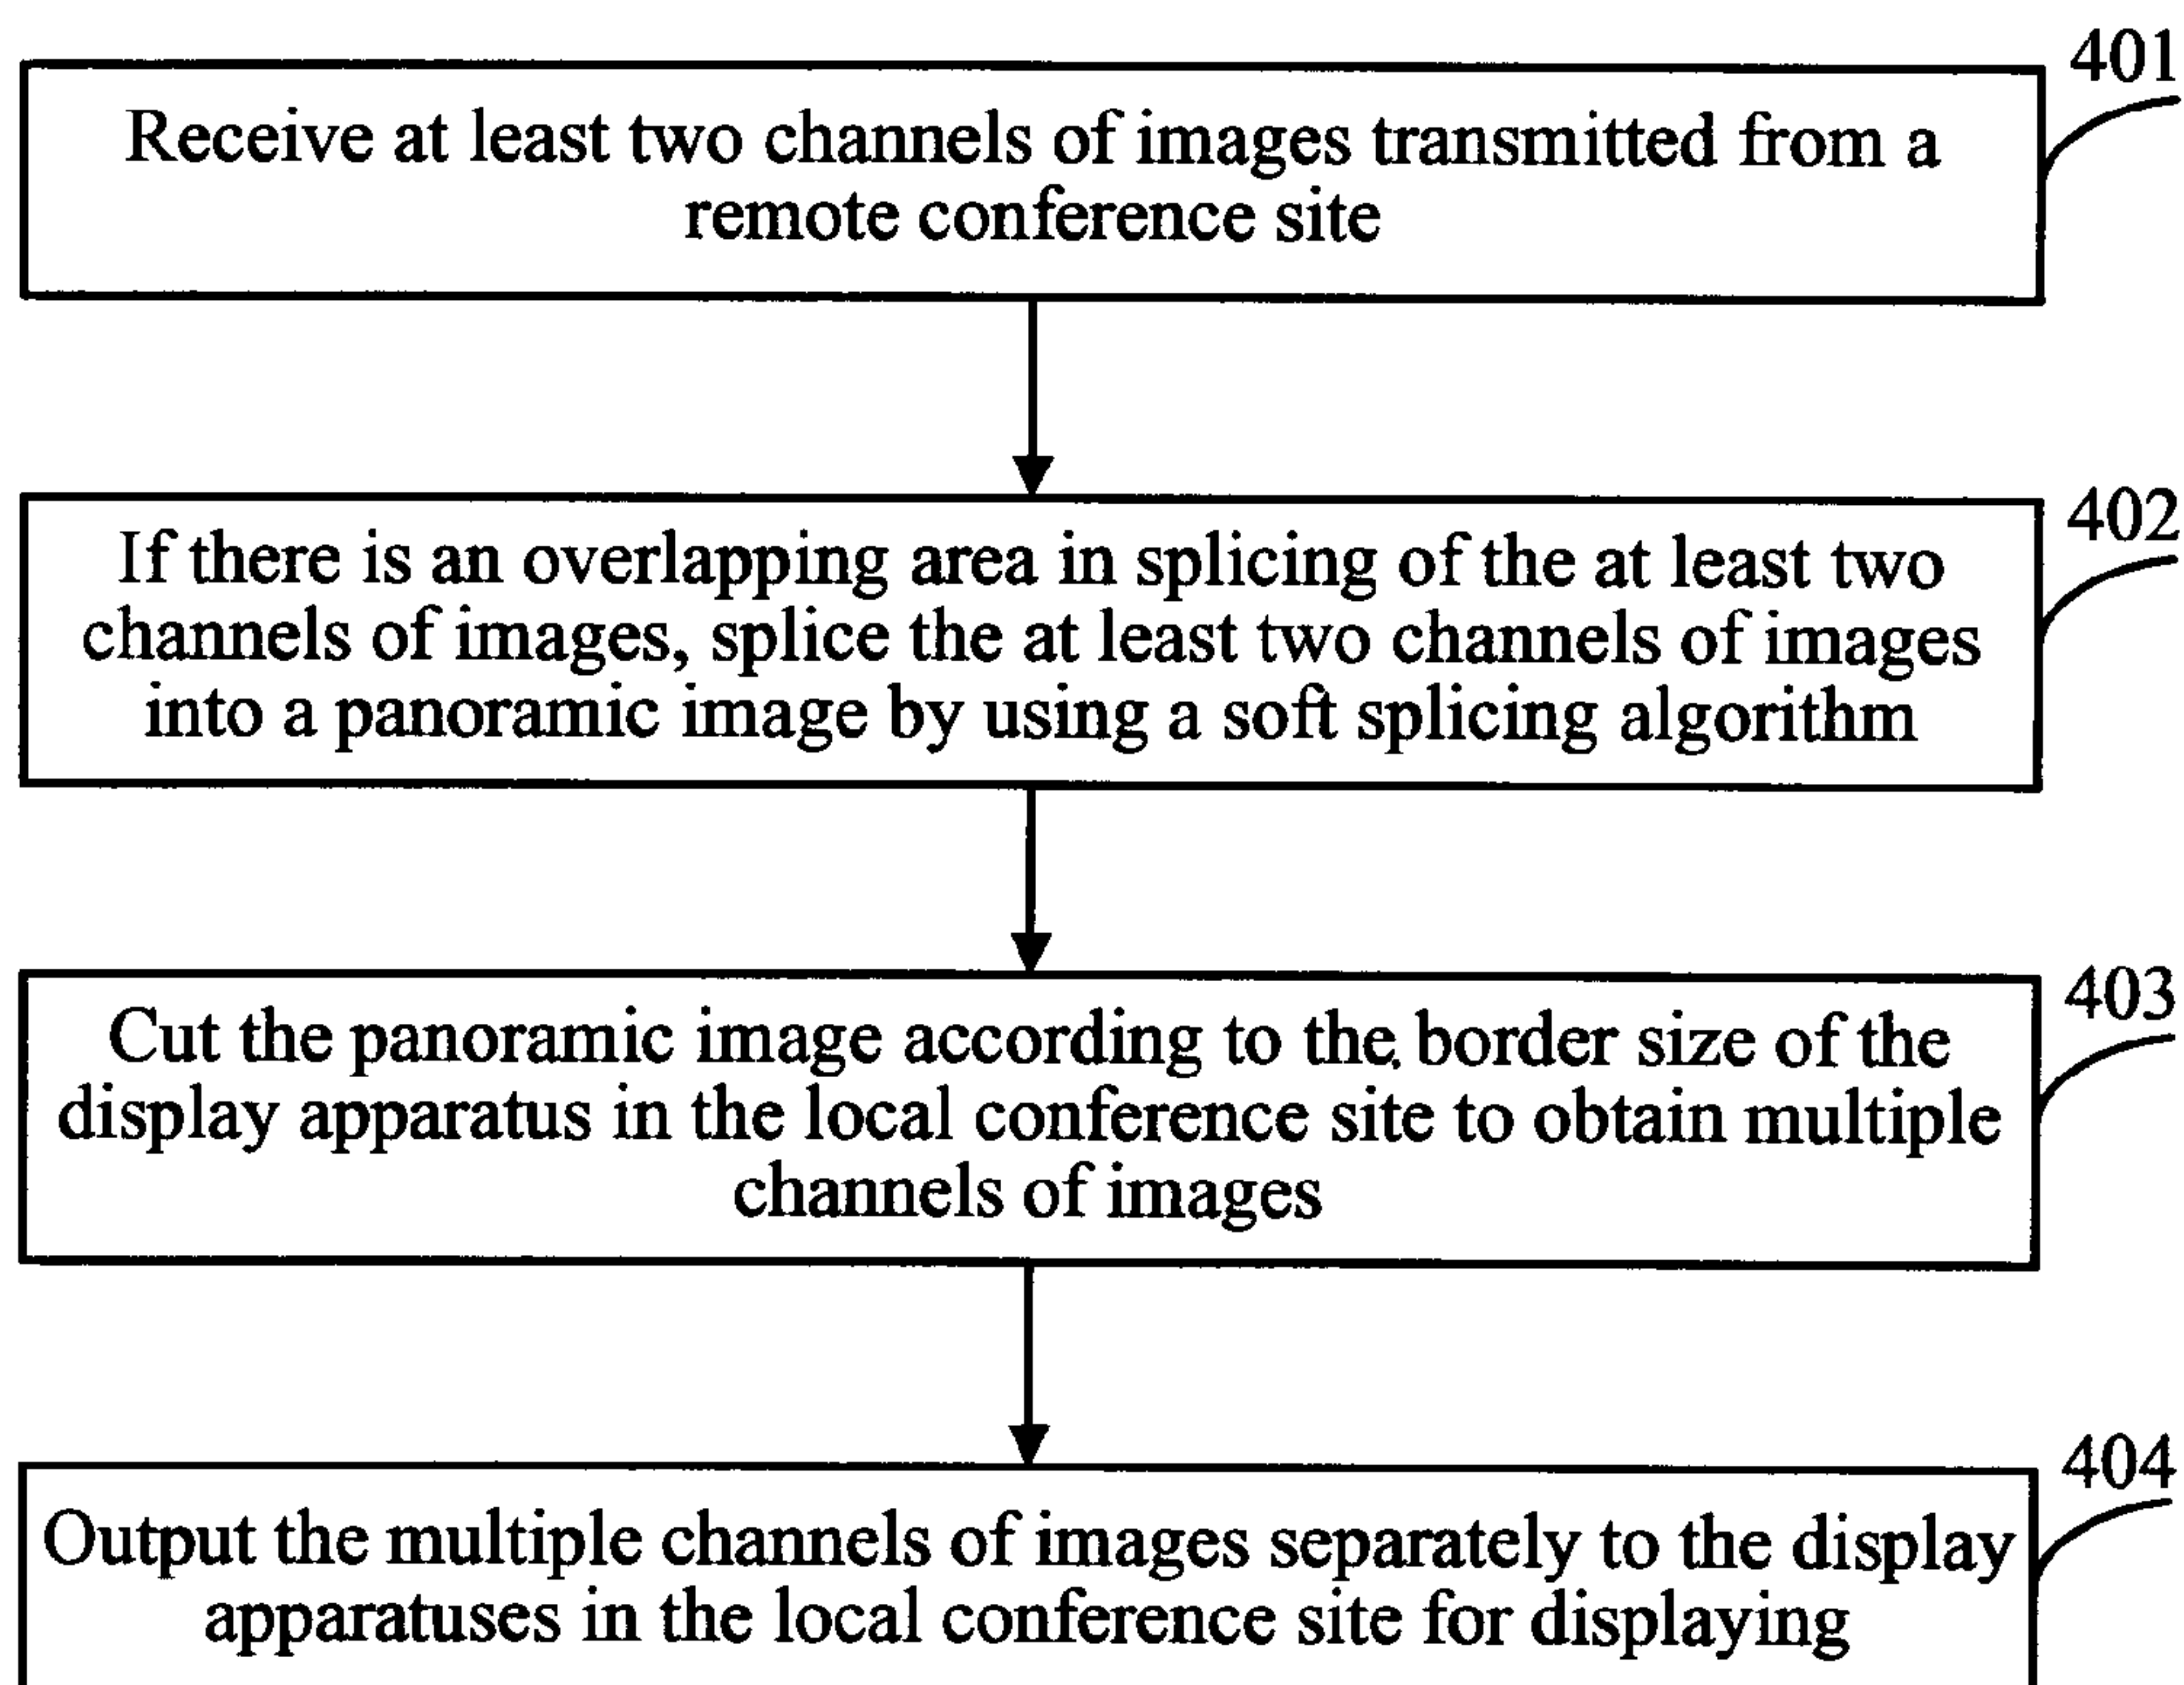 401
Receive at least two channels of images transmitted from a
remote conference site
402
If there is an overlapping area in splicing of the at least two
channels of images, splice the at least two channels of images
into a panoramic image by using a soft splicing algorithm
403
Cut the panoramic image according to the border size of the
display apparatus in the local conference site to obtain multiple
channels of images
404
Output the multiple channels of images separately to the display
apparatuses in the local conference site for displaying